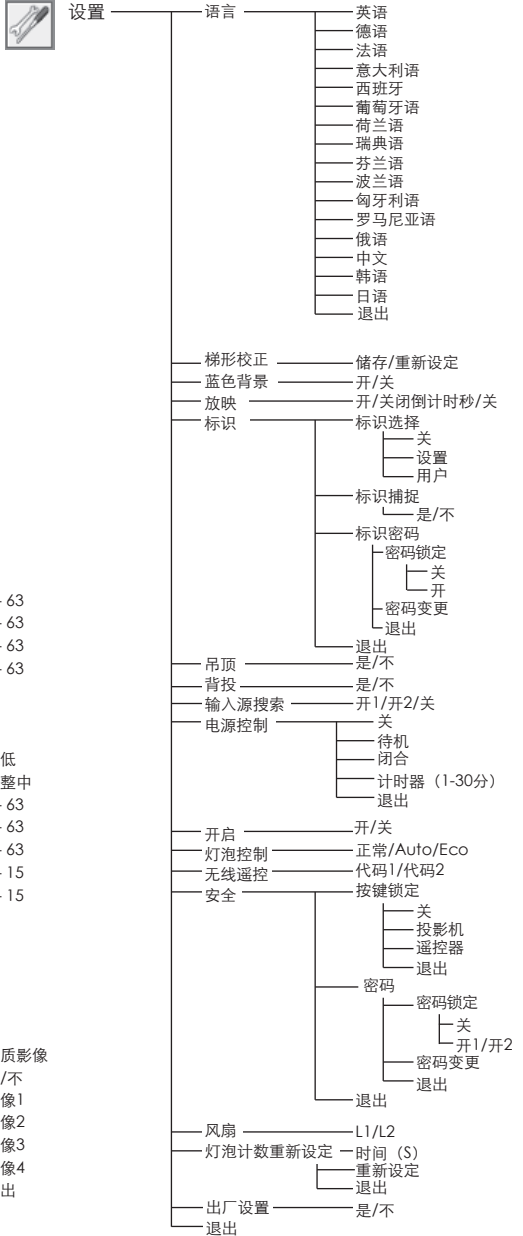 设置
语言
英语
德语
法语
意大利语
西班牙
葡萄牙语
荷兰语
瑞典语
芬兰语
波兰语
匈牙利语
罗马尼亚语
俄语
中文
韩语
日语
退出
梯形校正
储存/重新设定
蓝色背景
开/关
放映
开/关闭倒计时秒/关
标识
标识选择
关
设置
用户
标识捕捉
是/不
标识密码
密码锁定
关
开
密码变更
退出
退出
吊顶
是/不
背投
是/不
输入源搜索
开1/开2/关
电源控制
关
待机
闭合
计时器（1-30分）
退出
开启
开/关
灯泡控制
正常/Auto/Eco
无线遥控
代码1/代码2
安全
按键锁定
关
投影机
遥控器
退出
密码
密码锁定
关
开1/开2
密码变更
退出
退出
风扇
L1/L2
灯泡计数重新设定
时间（S）
重新设定
退出
出厂设置
是/不
退出
- 63
- 63
- 63
- 63
低
整中
- 63
- 63
- 63
- 15
- 15
质影像
/不
像1
像2
像3
像4
出